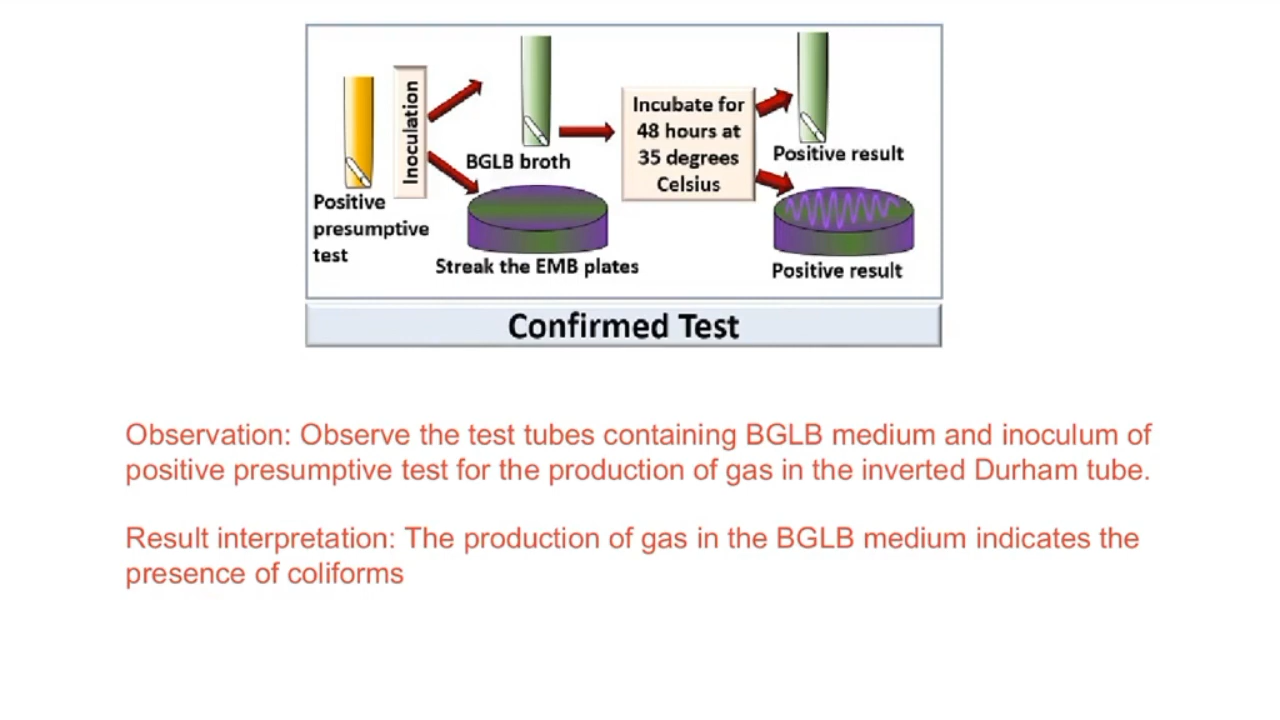 Inoculation
BGLB broth
Incubate for
48 hours at
35 degrees
Celsius
Positive result
Positive
presumptive
test
Streak the EMB plates
Positive result
Confirmed Test
Observation: Observe the test tubes containing BGLB medium and inoculum of
positive presumptive test for the production of gas in the inverted Durham tube.
Result interpretation: The production of gas in the BGLB medium indicates the
presence of coliforms